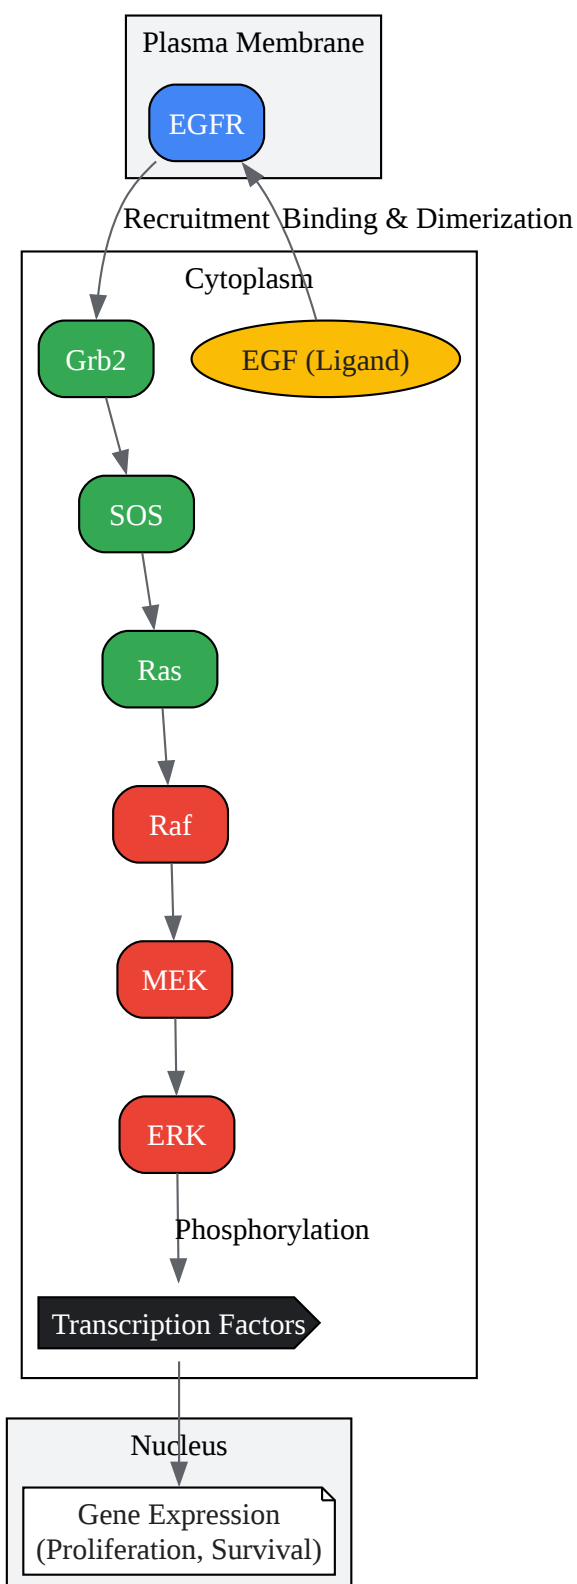 Plasma Membrane
EGFR
Recruitment
Binding & Dimerization
Cytoplasm
Grb2
EGF (Ligand)
SOS
Ras
Raf
MEK
ERK
Phosphorylation
Transcription Factors
Nucleus
Gene Expression
(Proliferation, Survival)